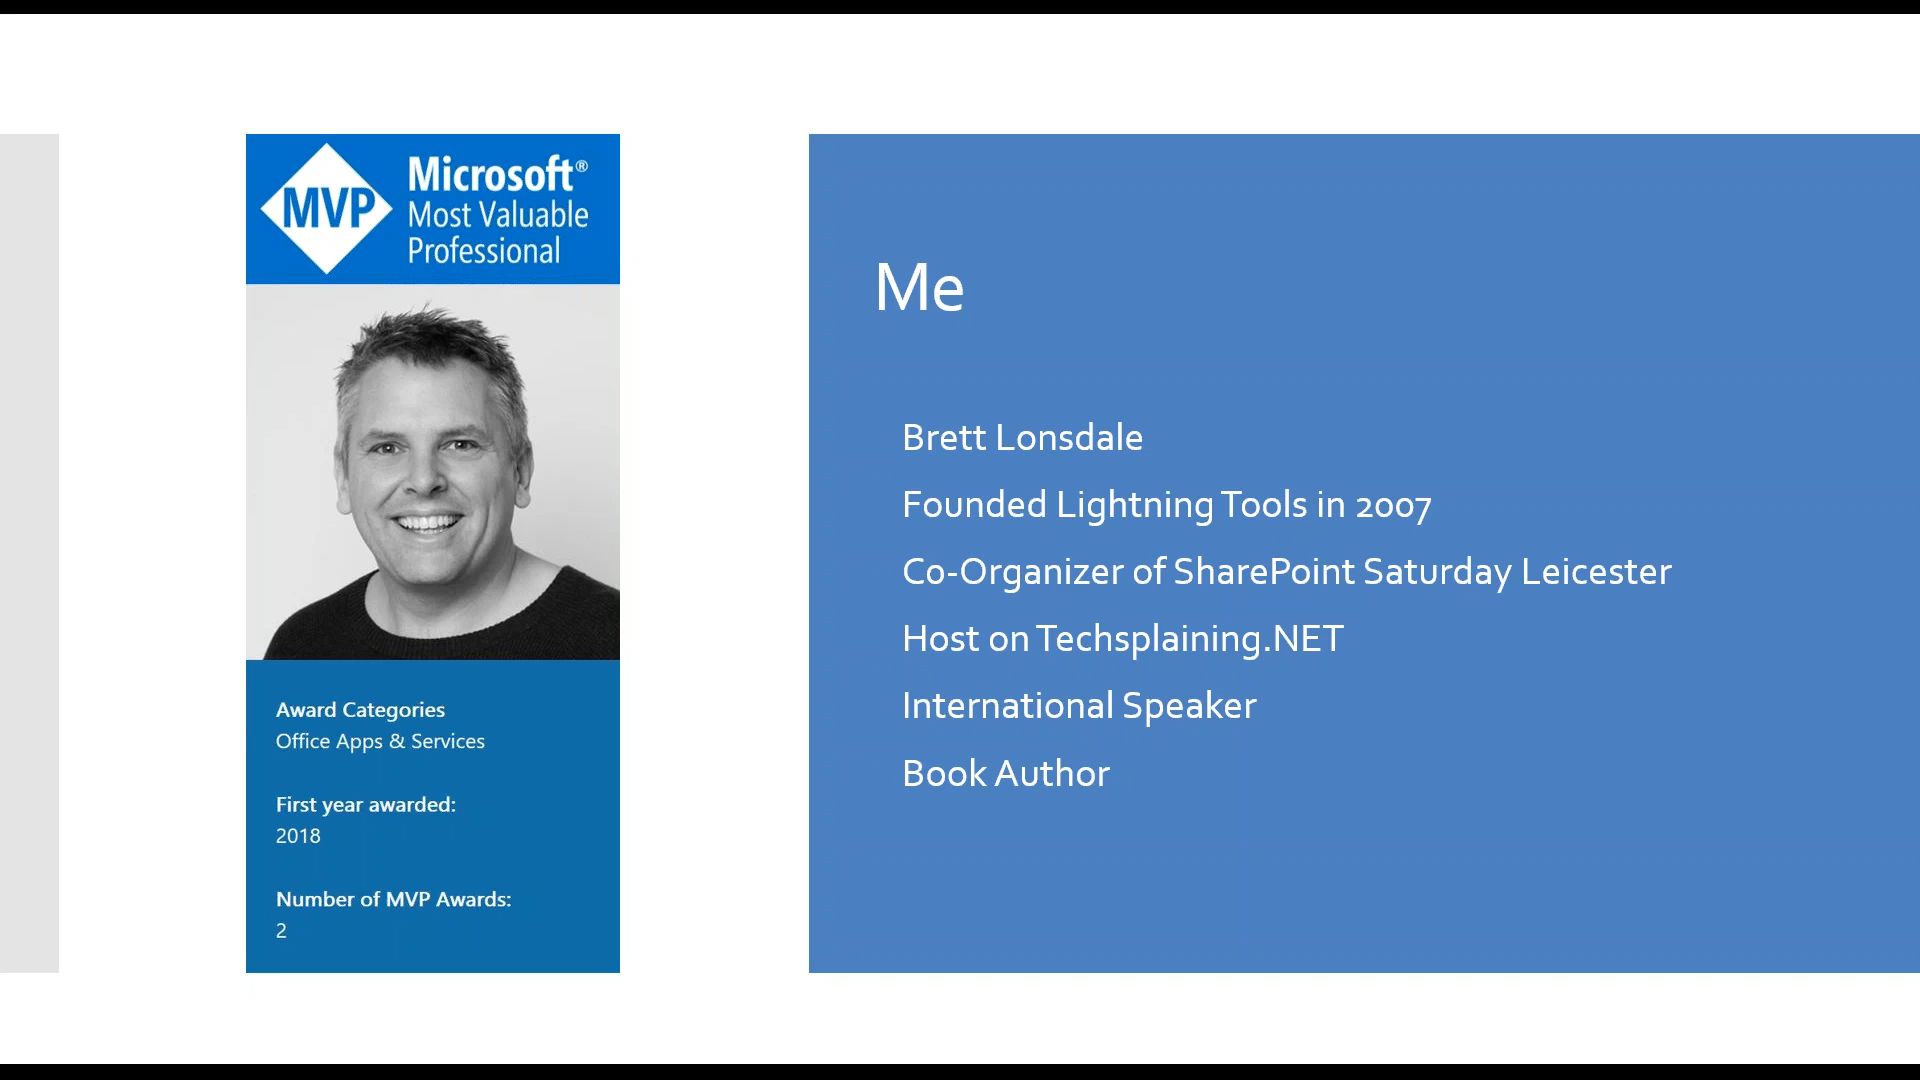 MVP
Microsoft®
Most Valuable
Professional
Award Categories
Office Apps & Services
First year awarded:
2018
Number of MVP Awards:
2
Me
Brett Lonsdale
Founded Lightning Tools in 2007
Co-Organizer of SharePoint Saturday Leicester
Host on Techsplaining.NET
International Speaker
Book Author